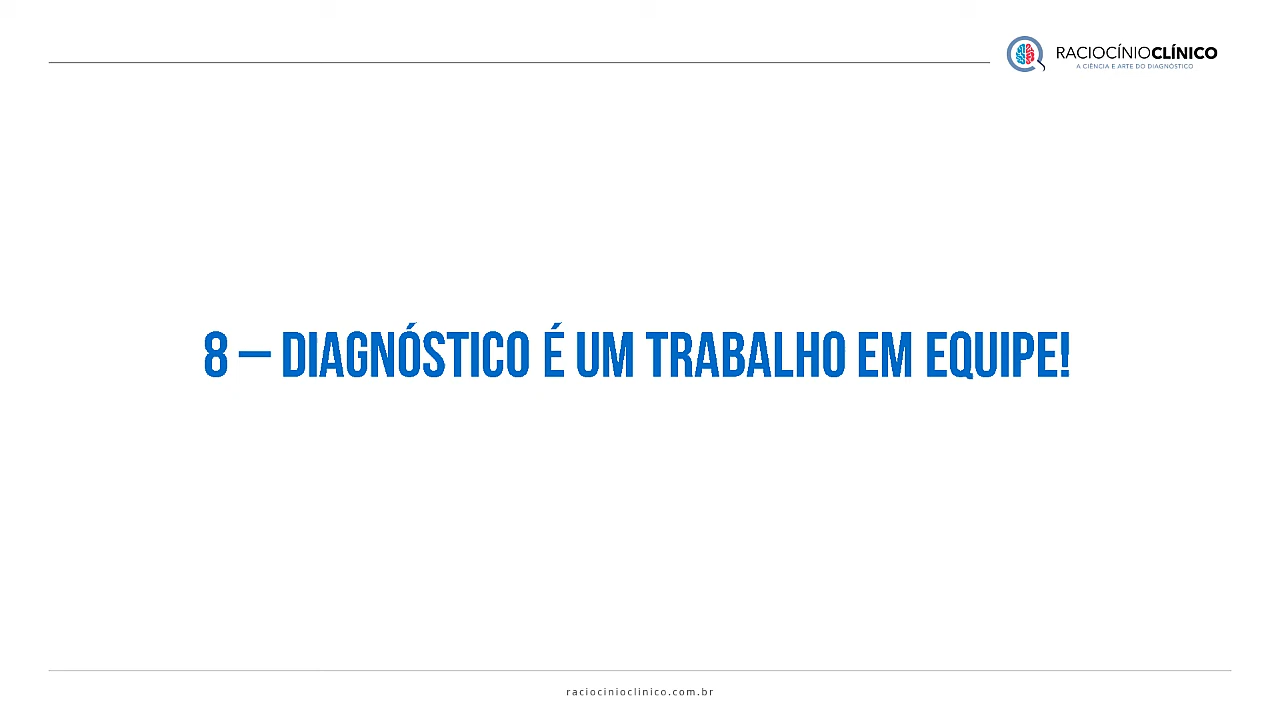 RACIOCÍNIOCLÍNICO
A CIÊNCIA E ARTE DO DIAGNÓSTICO
8 – DIAGNÓSTICO É UM TRABALHO EM EQUIPE!
raciocinioclinico.com.br